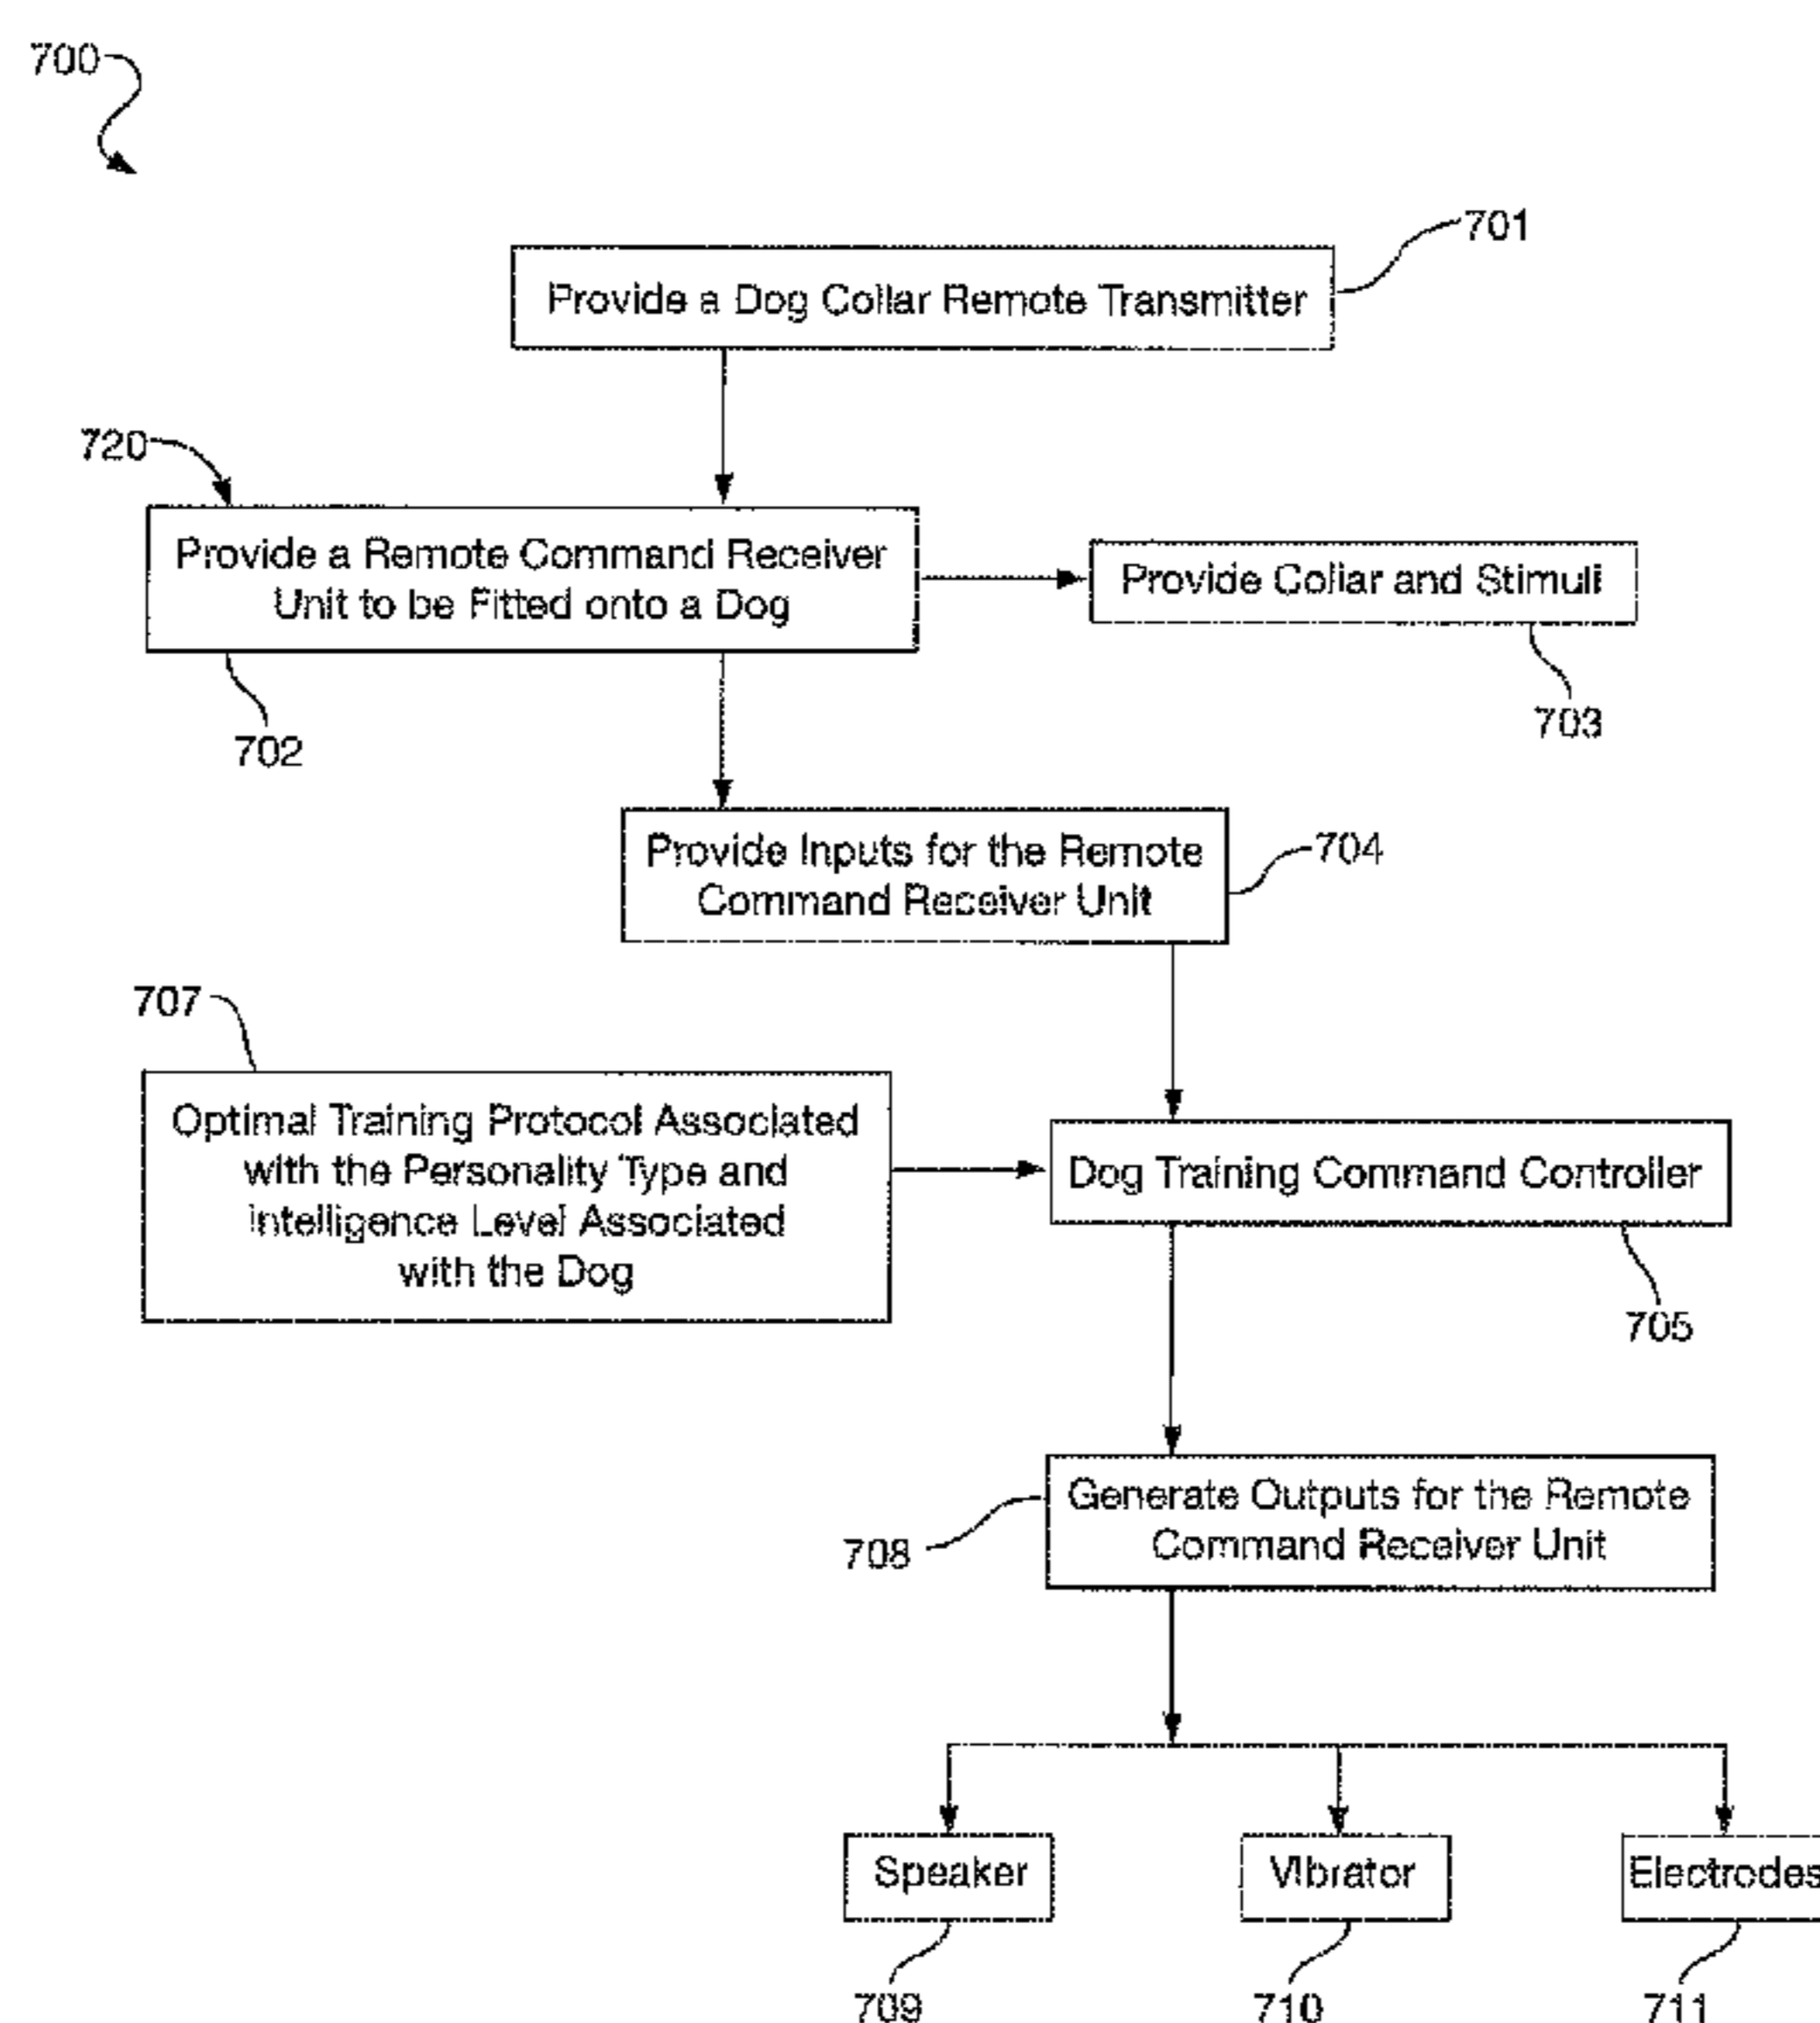 700
701
Provide a Dog Collar Remote Transmitter
720
Provide a Remote Command Receiver
Unit to be Fitted onto a Dog
Provide Collar and Stimuli
702
703
Provide Inputs for the Remote
Command Receiver Unit
704
707
Optimal Training Protocol Associated
with the Personality Type and
Intelligence Level Associated
with the Dog
Dog Training Command Controller
705
Generate Outputs for the Remote
Command Receiver Unit
708
Speaker
Vibrator
Electrodes
709
710
711